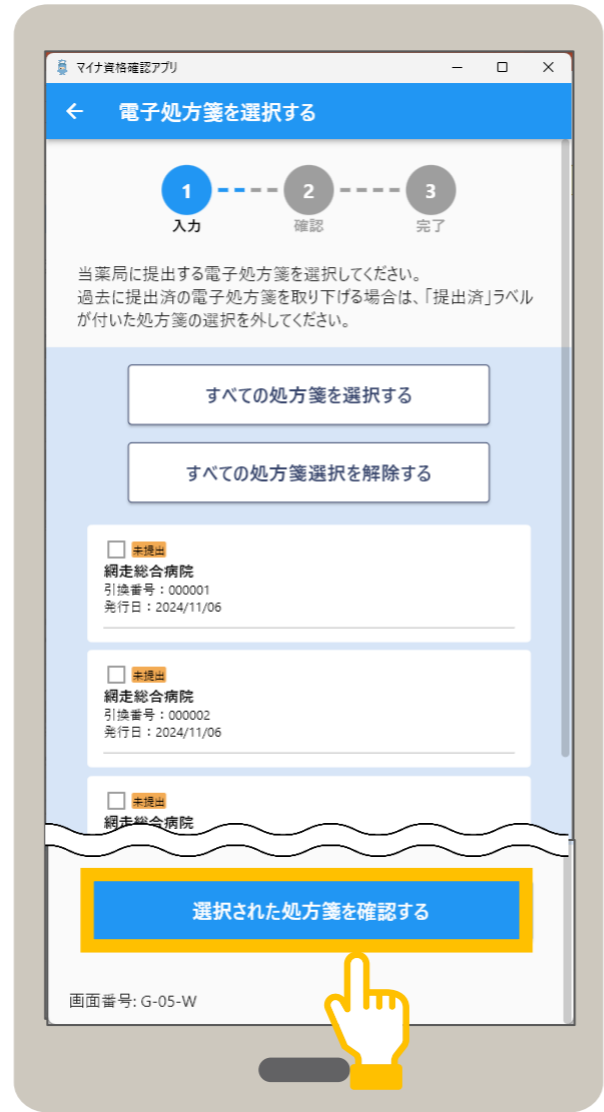 マイナ資格確認アプリ
電子処方箋を選択する
1 2 3
入力 確認 完了
当薬局に提出する電子処方箋を選択してください。
過去に提出済の電子処方箋を取り下げる場合は、「提出済」ラベル
が付いた処方箋の選択を外してください。
すべての処方箋を選択する
すべての処方箋選択を解除する
未提出
網走総合病院
引換番号：000001
発行日：2024/11/06
未提出
網走総合病院
引換番号：000002
発行日：2024/11/06
未提出
網走総合病院
選択された処方箋を確認する
画面番号: G-05-W